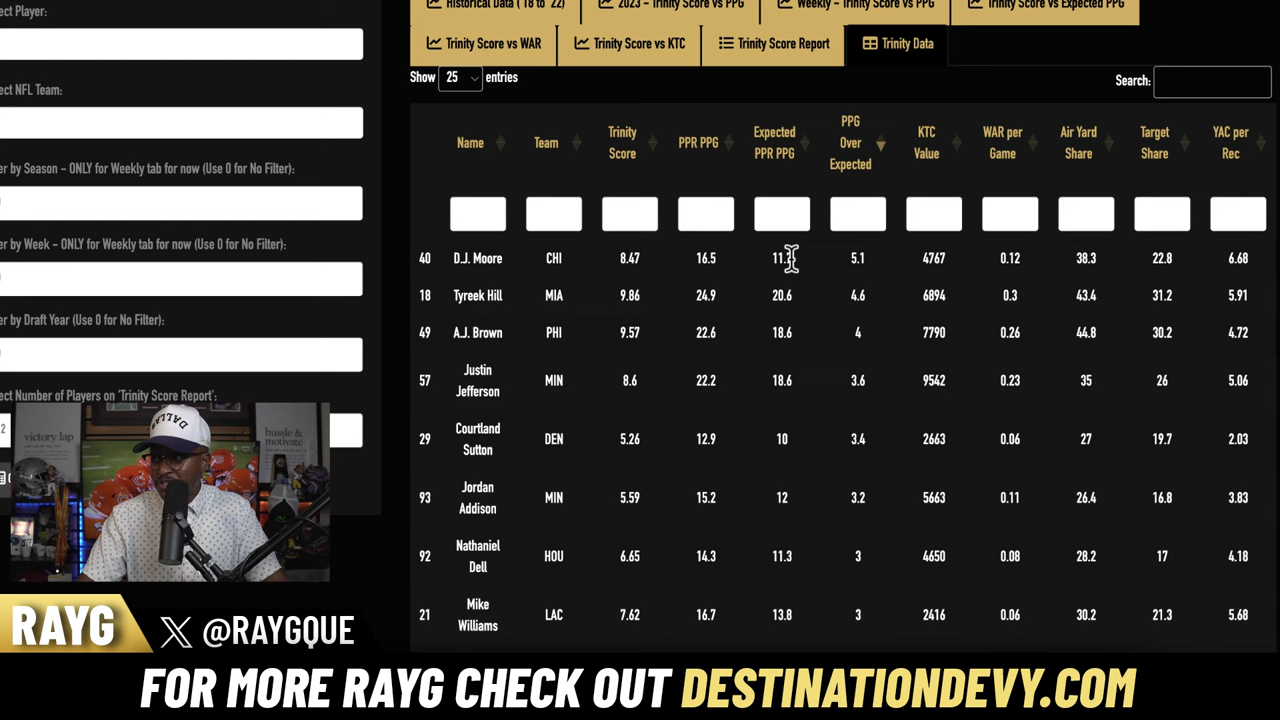 ect Player:
ect NFL Team:
er by Season – ONLY for Weekly tab for now (Use 0 for No Filter):
er by Week – ONLY for Weekly tab for now (Use 0 for No Filter):
er by Draft Year (Use 0 for No Filter):
ect Number of Players on 'Trinity Score Report':
2
Historical Data ('18 to '22) 2023 – Trinity Score vs PPG Weekly – Trinity Score vs PPG Trinity Score vs Expected PPG
Trinity Score vs WAR Trinity Score vs KTC Trinity Score Report Trinity Data
Show 25 entries Search:
Name Team Trinity Score PPR PPG Expected PPR PPG PPG Over Expected KTC Value WAR per Game Air Yard Share Target Share YAC per Rec
40 D.J. Moore CHI 8.47 16.5 5.1 4767 0.12 38.3 22.8 6.68
18 Tyreek Hill MIA 9.86 24.9 20.6 4.6 6894 0.3 43.4 31.2 5.91
49 A.J. Brown PHI 9.57 22.6 18.6 4 7790 0.26 44.8 30.2 4.72
57 Justin Jefferson MIN 8.6 22.2 18.6 3.6 9542 0.23 35 26 5.06
29 Courtland Sutton DEN 5.26 12.9 10 3.4 2663 0.06 27 19.7 2.03
93 Jordan Addison MIN 5.59 15.2 12 3.2 5663 0.11 26.4 16.8 3.83
92 Nathaniel Dell HOU 6.65 14.3 11.3 3 4650 0.08 28.2 17 4.18
21 Mike Williams LAC 7.62 16.7 13.8 3 2416 0.06 30.2 21.3 5.68
victory lap
DALLAS
hustle & motivate
RAYG X @RAYGQUE
FOR MORE RAYG CHECK OUT DESTINATIONDEVY.COM